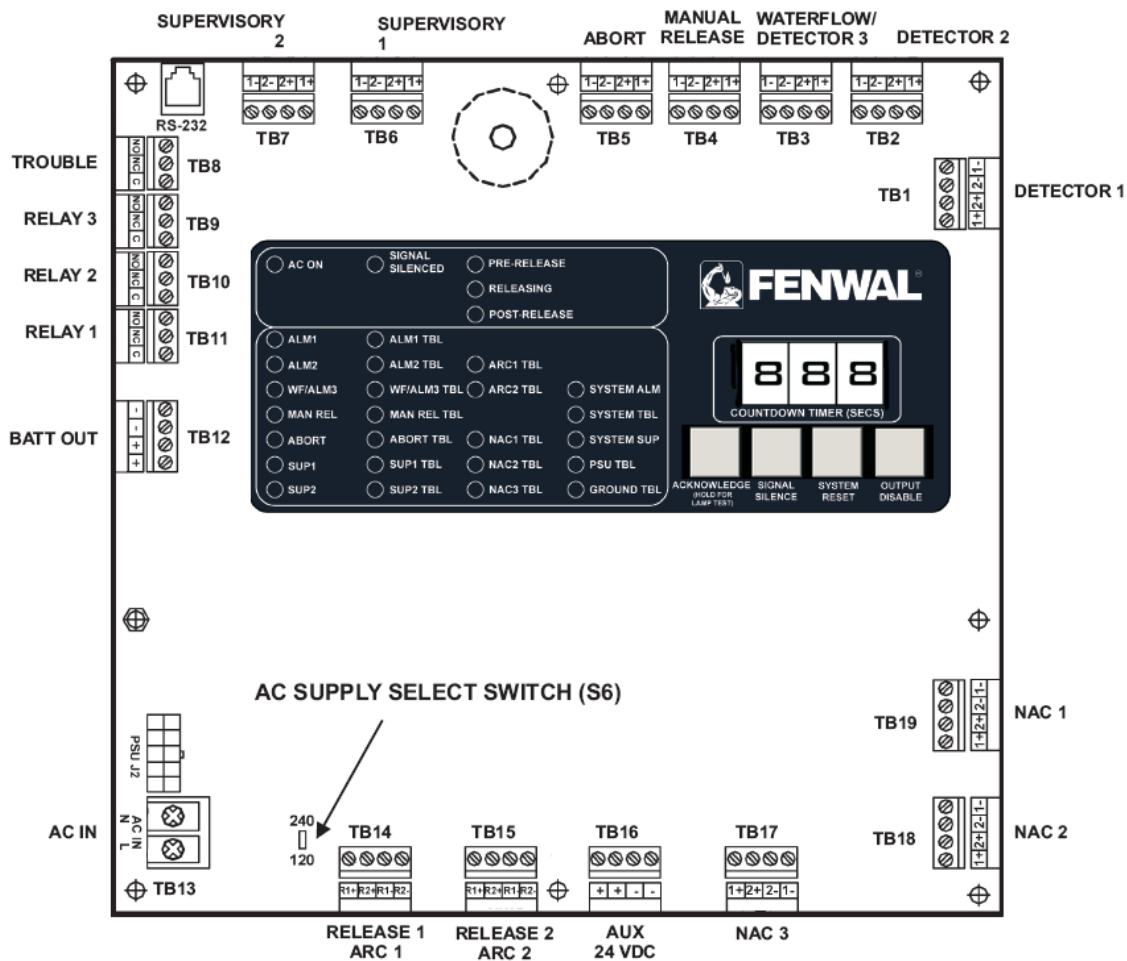 SUPERVISORY
2
SUPERVISORY
1
ABORT
MANUAL
RELEASE
WATERFLOW/
DETECTOR 3
DETECTOR 2
1- 2- 2+ 1+
1- 2- 2+ 1+
1- 2- 2+ 1+
1- 2- 2+ 1+
1- 2- 2+ 1+
1- 2- 2+ 1+
RS-232
TB7
TB6
TB5
TB4
TB3
TB2
TROUBLE
NO NC C
TB8
TB1
1+ 2+ 2- 1-
DETECTOR 1
RELAY 3
NO NC C
TB9
RELAY 2
NO NC C
TB10
RELAY 1
NO NC C
TB11
BATT OUT
- - + +
TB12
AC ON
SIGNAL
SILENCED
PRE-RELEASE
RELEASING
POST-RELEASE
ALM1
ALM1 TBL
ALM2
ALM2 TBL
ARC1 TBL
WF/ALM3
WF/ALM3 TBL
ARC2 TBL
SYSTEM ALM
MAN REL
MAN REL TBL
SYSTEM TBL
ABORT
ABORT TBL
NAC1 TBL
SYSTEM SUP
SUP1
SUP1 TBL
NAC2 TBL
PSU TBL
SUP2
SUP2 TBL
NAC3 TBL
GROUND TBL
FENWAL®
888
COUNTDOWN TIMER (SECS)
ACKNOWLEDGE
(HOLD FOR
LAMP TEST)
SIGNAL
SILENCE
SYSTEM
RESET
OUTPUT
DISABLE
AC SUPPLY SELECT SWITCH (S6)
TB19
1+ 2+ 2- 1-
NAC 1
PSU J2
AC IN
AC IN
N L
TB13
240
120
TB18
1+ 2+ 2- 1-
NAC 2
TB14
TB15
TB16
TB17
R1+ R2+ R1- R2-
R1+ R2+ R1- R2-
+ + - -
1+ 2+ 2- 1-
RELEASE 1
ARC 1
RELEASE 2
ARC 2
AUX
24 VDC
NAC 3